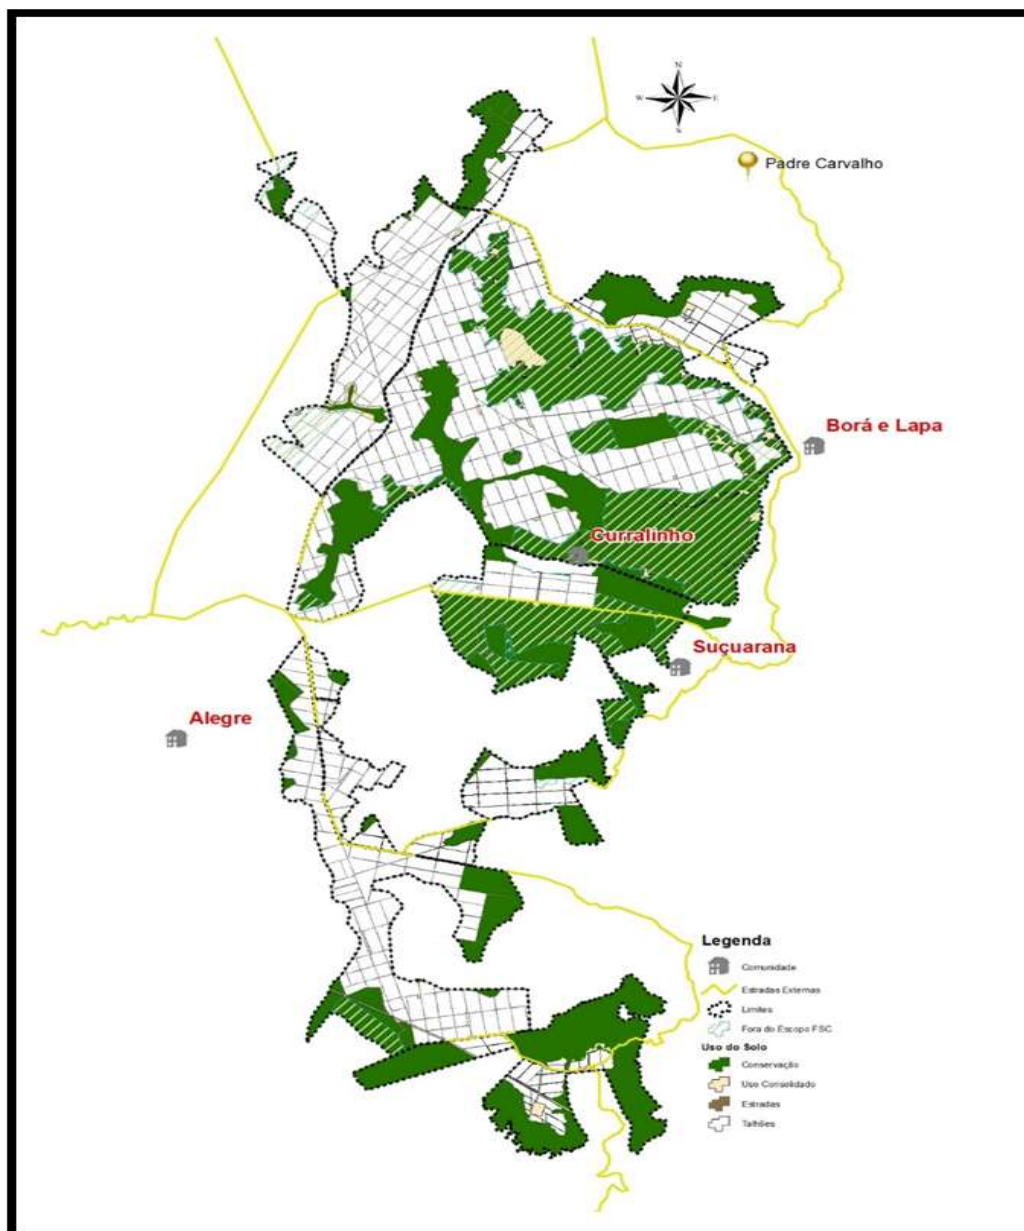 N
W E
S
Padre Carvalho
Borá e Lapa
Curralinho
Suçuarana
Alegre
Legenda
Comunidade
Estradas Externas
Limites
Fora do Escopo FSC
Uso do Solo
Conservação
Uso Consolidado
Estradas
Talhões